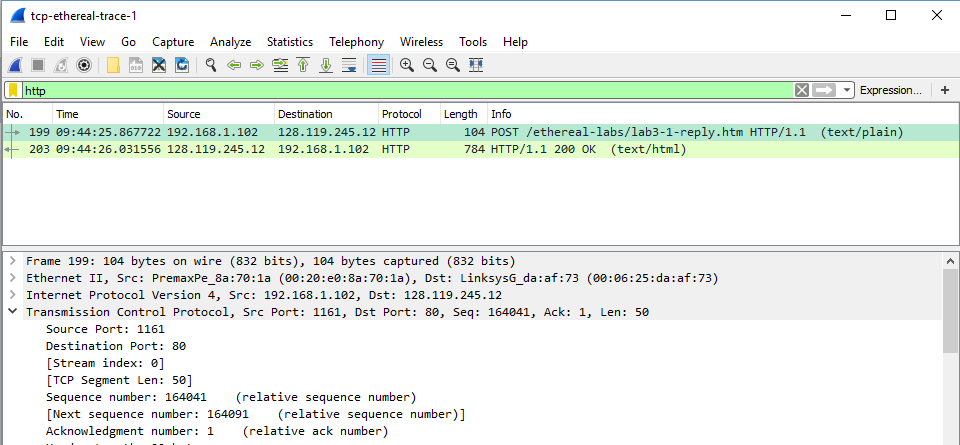 tcp-ethereal-trace-1
File Edit View Go Capture Analyze Statistics Telephony Wireless Tools Help
http Expression... +
No. Time Source Destination Protocol Length Info
199 09:44:25.867722 192.168.1.102 128.119.245.12 HTTP 104 POST /ethereal-labs/lab3-1-reply.htm HTTP/1.1 (text/plain)
203 09:44:26.031556 128.119.245.12 192.168.1.102 HTTP 784 HTTP/1.1 200 OK (text/html)
Frame 199: 104 bytes on wire (832 bits), 104 bytes captured (832 bits)
Ethernet II, Src: PremaxPe_8a:70:1a (00:20:e0:8a:70:1a), Dst: LinksysG_da:af:73 (00:06:25:da:af:73)
Internet Protocol Version 4, Src: 192.168.1.102, Dst: 128.119.245.12
Transmission Control Protocol, Src Port: 1161, Dst Port: 80, Seq: 164041, Ack: 1, Len: 50
Source Port: 1161
Destination Port: 80
[Stream index: 0]
[TCP Segment Len: 50]
Sequence number: 164041 (relative sequence number)
[Next sequence number: 164091 (relative sequence number)]
Acknowledgment number: 1 (relative ack number)